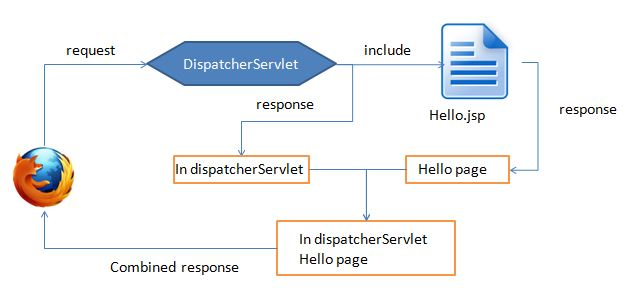 request
DispatcherServlet
include
response
Hello.jsp
response
In dispatcherServlet
Hello page
In dispatcherServlet
Hello page
Combined response